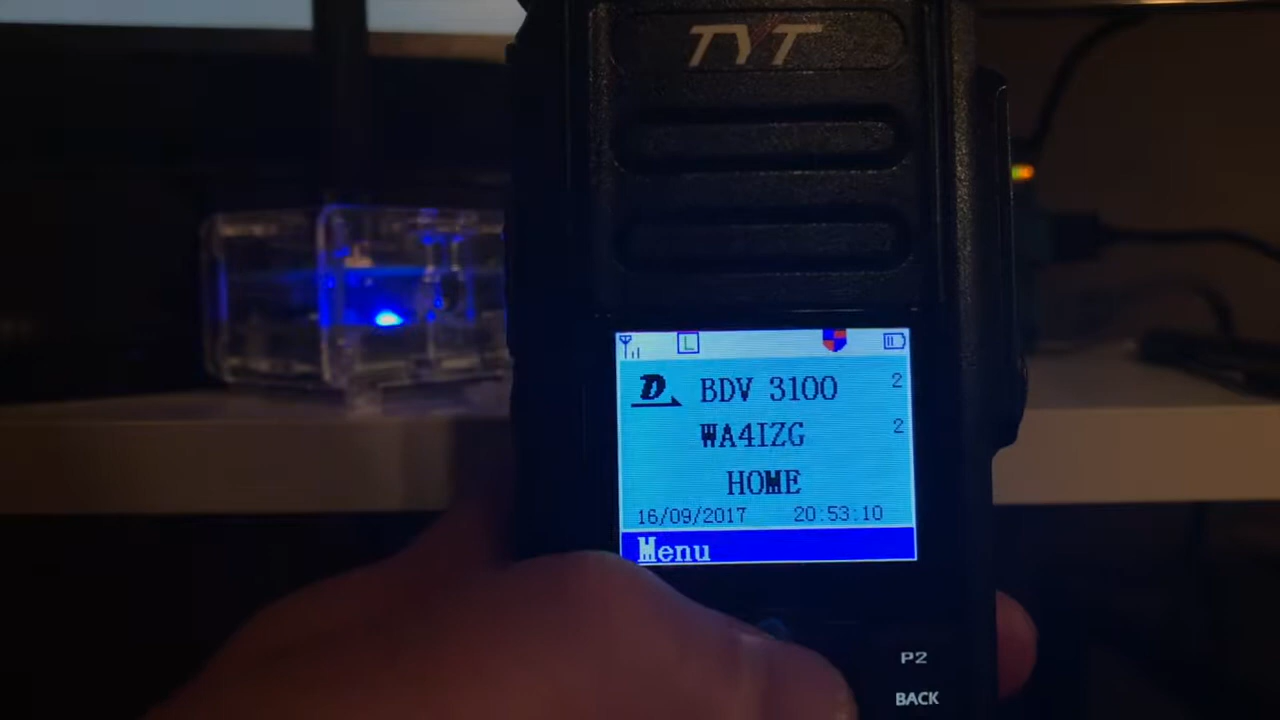 TYT
L
D BDV 3100 2
WA4IZG 2
HOME
16/09/2017 20:53:10
Menu
P2
BACK